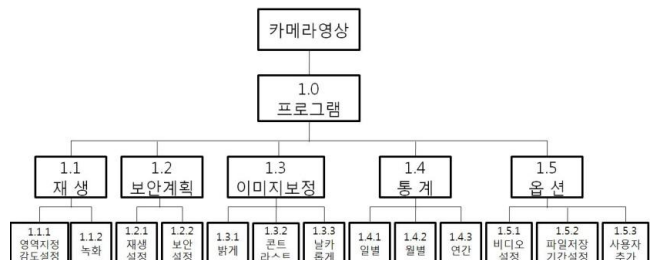 카메라영상
1.0
프로그램
1.1
재 생
1.2
보안계획
1.3
이미지보정
1.4
통 계
1.5
옵 션
1.1.1
영역지정
감도설정
1.1.2
녹화
1.2.1
재생
설정
1.2.2
보안
설정
1.3.1
밝게
1.3.2
콘트
라스트
1.3.3
날카
롭게
1.4.1
일별
1.4.2
월별
1.4.3
연간
1.5.1
비디오
설정
1.5.2
파일저장
기간설정
1.5.3
사용자
추가